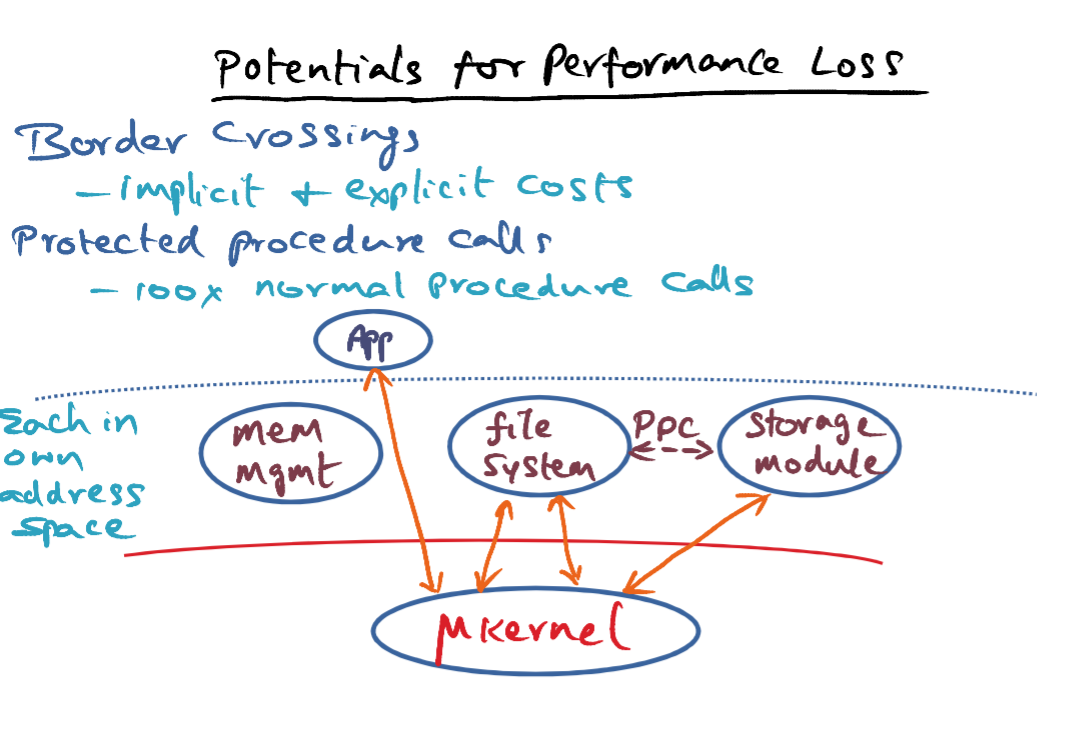 Potentials for Performance Loss
Border Crossings
- implicit + explicit costs
Protected procedure calls
- 100x normal procedure calls
App
Each in
own
address
space
mem
mgmt
file
system
PPC
storage
module
μkernel